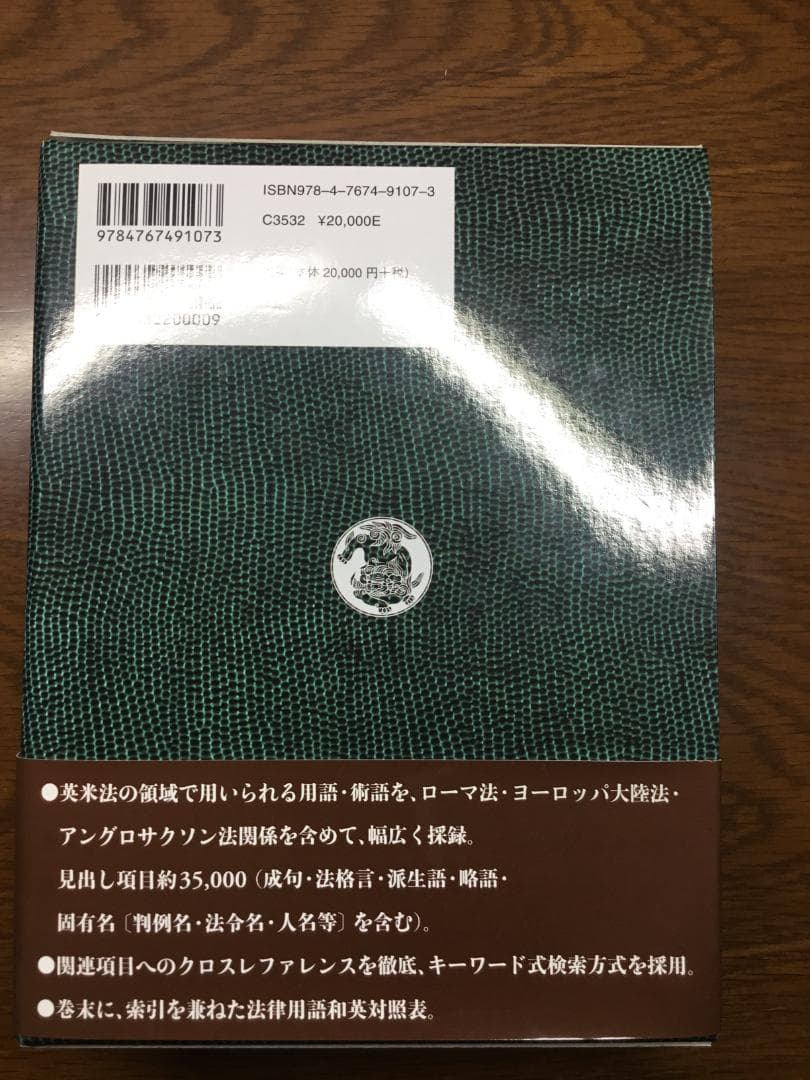 ISBN978-4-7674-9107-3
C3532 ¥20,000E
9784767491073
体 20,000 円+税)
200009
●英米法の領域で用いられる用語・術語を、ローマ法・ヨーロッパ大陸法・
アングロサクソン法関係を含めて、幅広く採録。
見出し項目約35,000（成句・法格言・派生語・略語・
固有名〔判例名・法令名・人名等〕を含む）。
●関連項目へのクロスレファレンスを徹底、キーワード式検索方式を採用。
●巻末に、索引を兼ねた法律用語和英対照表。